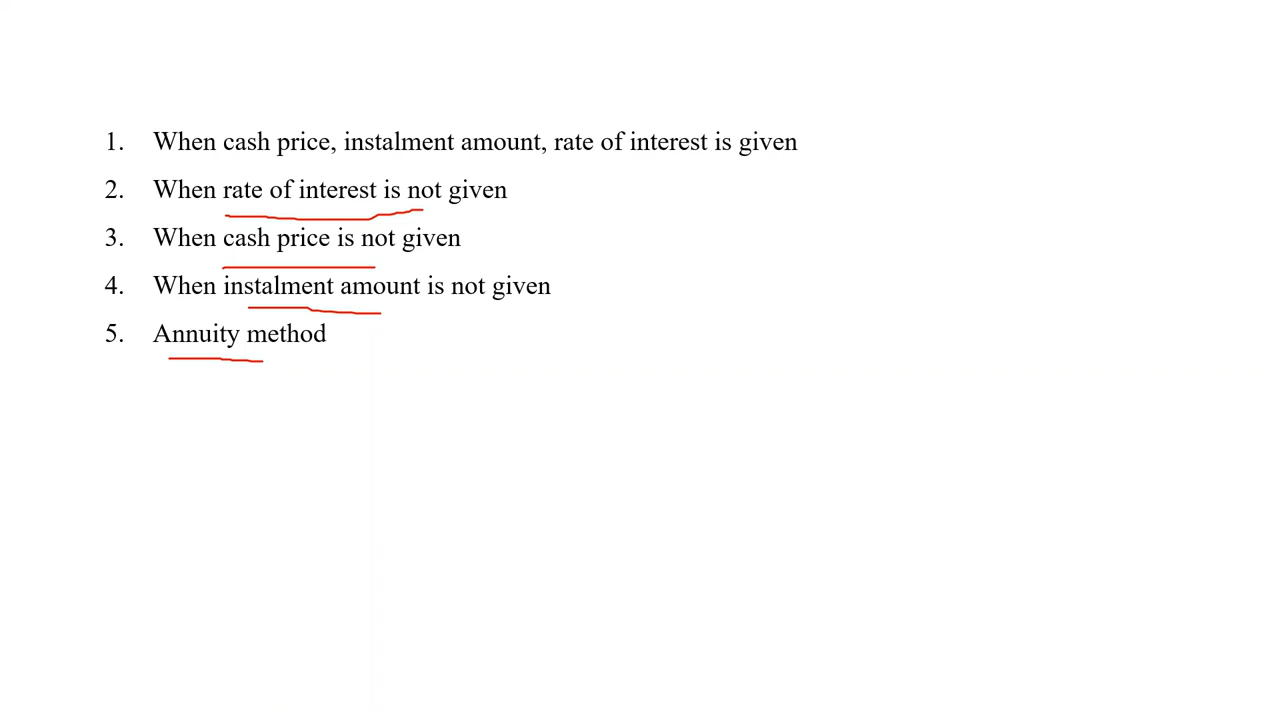 1. When cash price, instalment amount, rate of interest is given
2. When rate of interest is not given
3. When cash price is not given
4. When instalment amount is not given
5. Annuity method